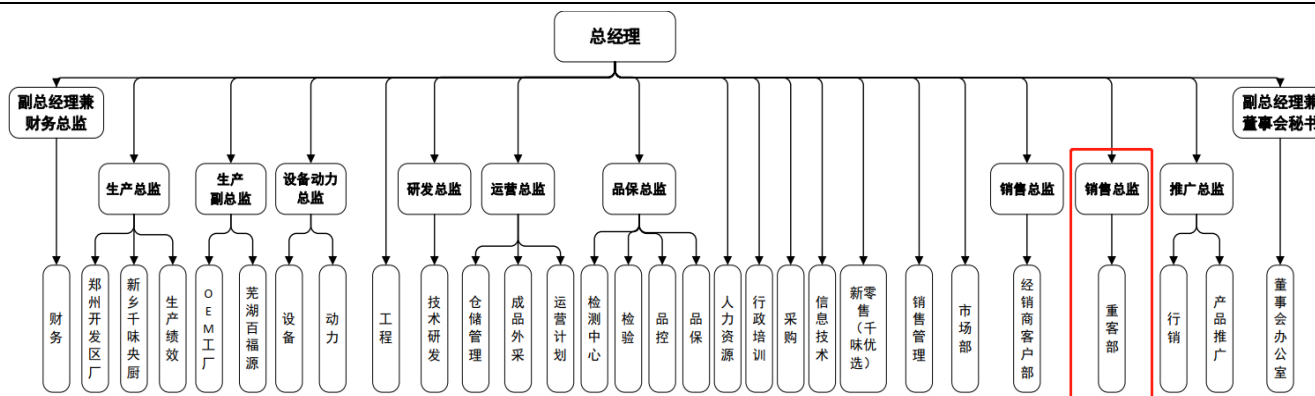 总经理
副总经理兼
财务总监
副总经理兼
董事会秘书
生产总监
生产
副总监
设备动力
总监
研发总监
运营总监
品保总监
销售总监
销售总监
推广总监
财务
郑州开发区厂
新乡千味央厨
生产绩效
OEM工厂
芜湖百福源
设备
动力
工程
技术研发
仓储管理
成品外采
运营计划
检测中心
检验
品控
品保
人力资源
行政培训
采购
信息技术
新零售（千味优选）
销售管理
市场部
经销商客户部
重客部
行销
产品推广
董事会办公室